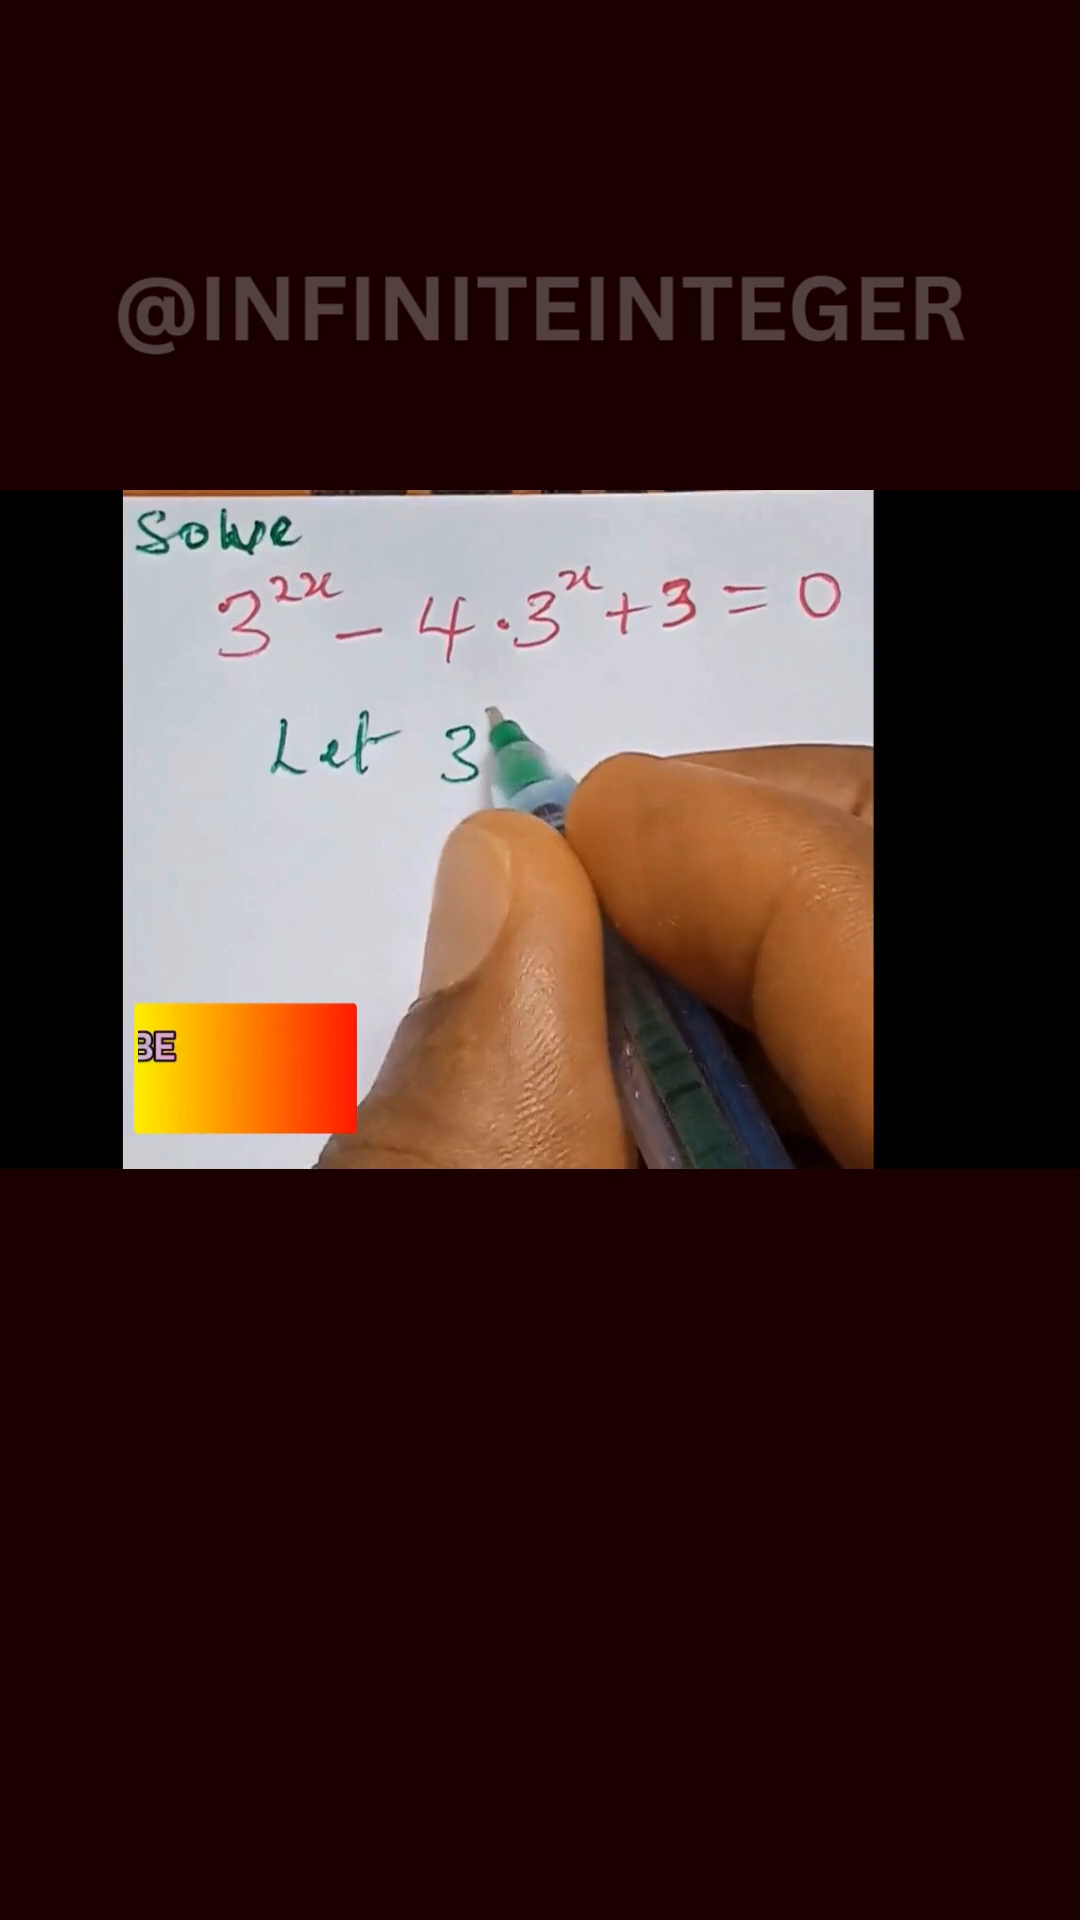 @INFINITEINTEGER
Solve
3^{2x} - 4 · 3^x + 3 = 0
Let 3
BE